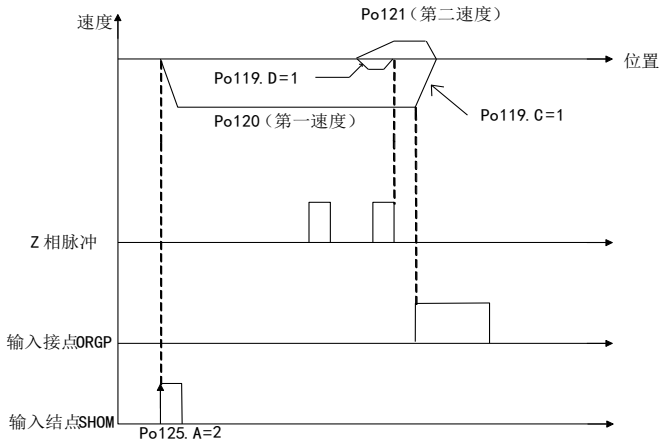 Po121(第二速度)
速度
位置
Po119.D=1
Po120(第一速度)
Po119.C=1
Z 相脉冲
输入接点ORGP
输入结点SHOM
Po125.A=2